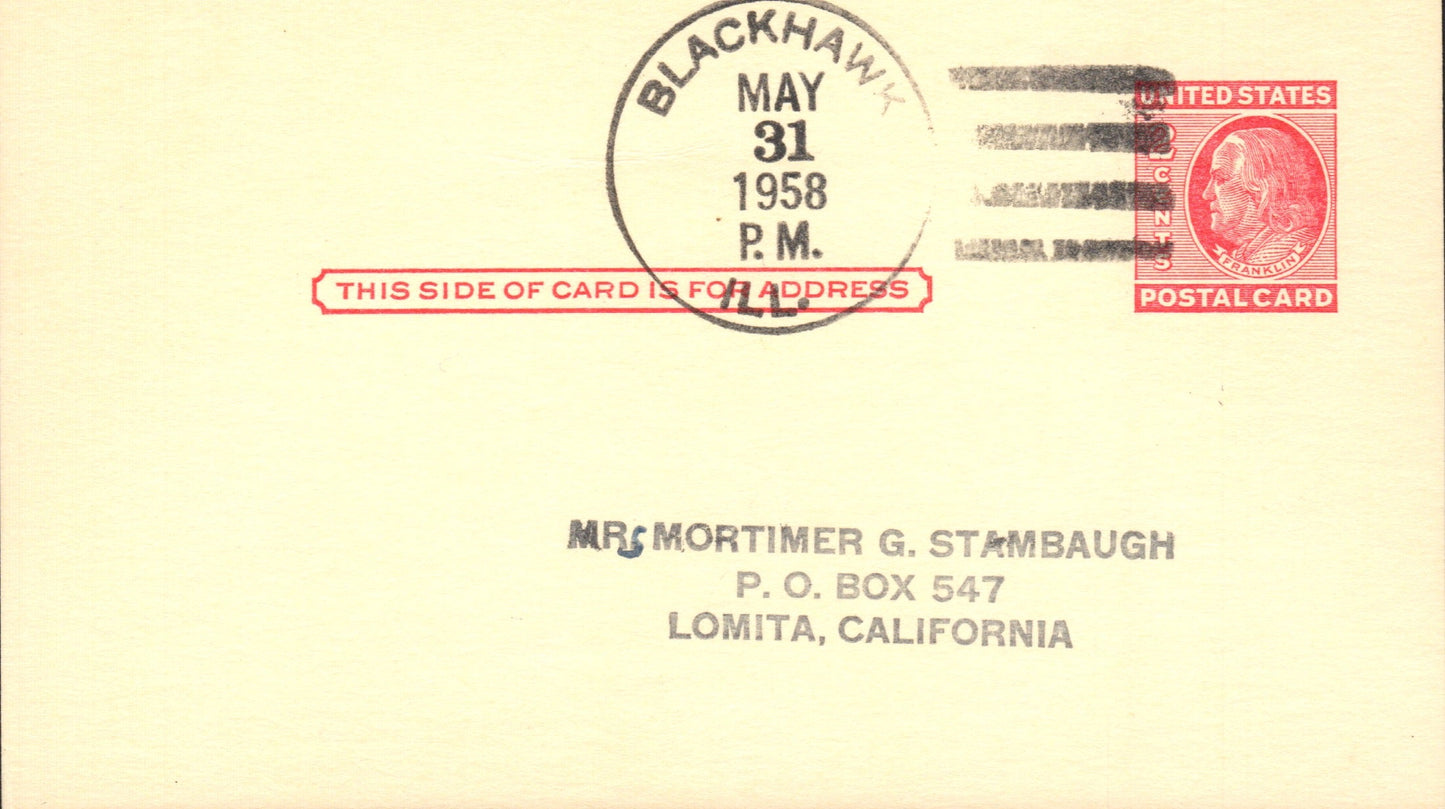 BLACKHAWK
MAY
31
1958
P.M.
ILL.
UNITED STATES
2 CENTS
FRANKLIN
POSTAL CARD
THIS SIDE OF CARD IS FOR ADDRESS
MRs MORTIMER G. STAMBAUGH
P. O. BOX 547
LOMITA, CALIFORNIA